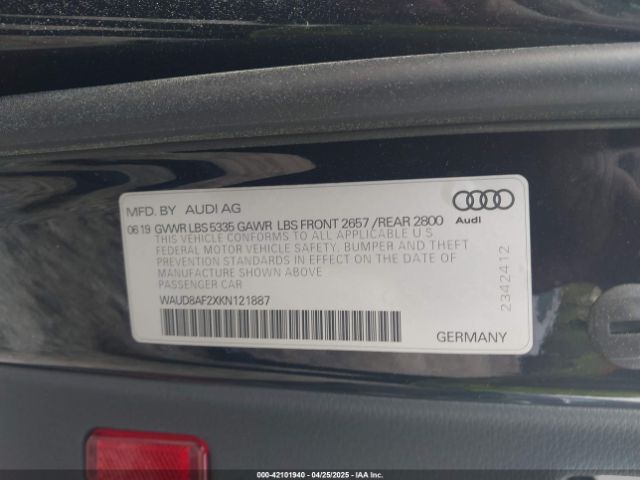 MFD. BY AUDI AG
Audi
06 19 GVWR LBS 5335 GAWR LBS FRONT 2657 /REAR 2800
THIS VEHICLE CONFORMS TO ALL APPLICABLE U S
FEDERAL MOTOR VEHICLE SAFETY, BUMPER AND THEFT
PREVENTION STANDARDS IN EFFECT ON THE DATE OF
MANUFACTURE SHOWN ABOVE
PASSENGER CAR
WAUD8AF2XKN121887
GERMANY
2342412
000-42101940 - 04/25/2025 - IAAI.COM